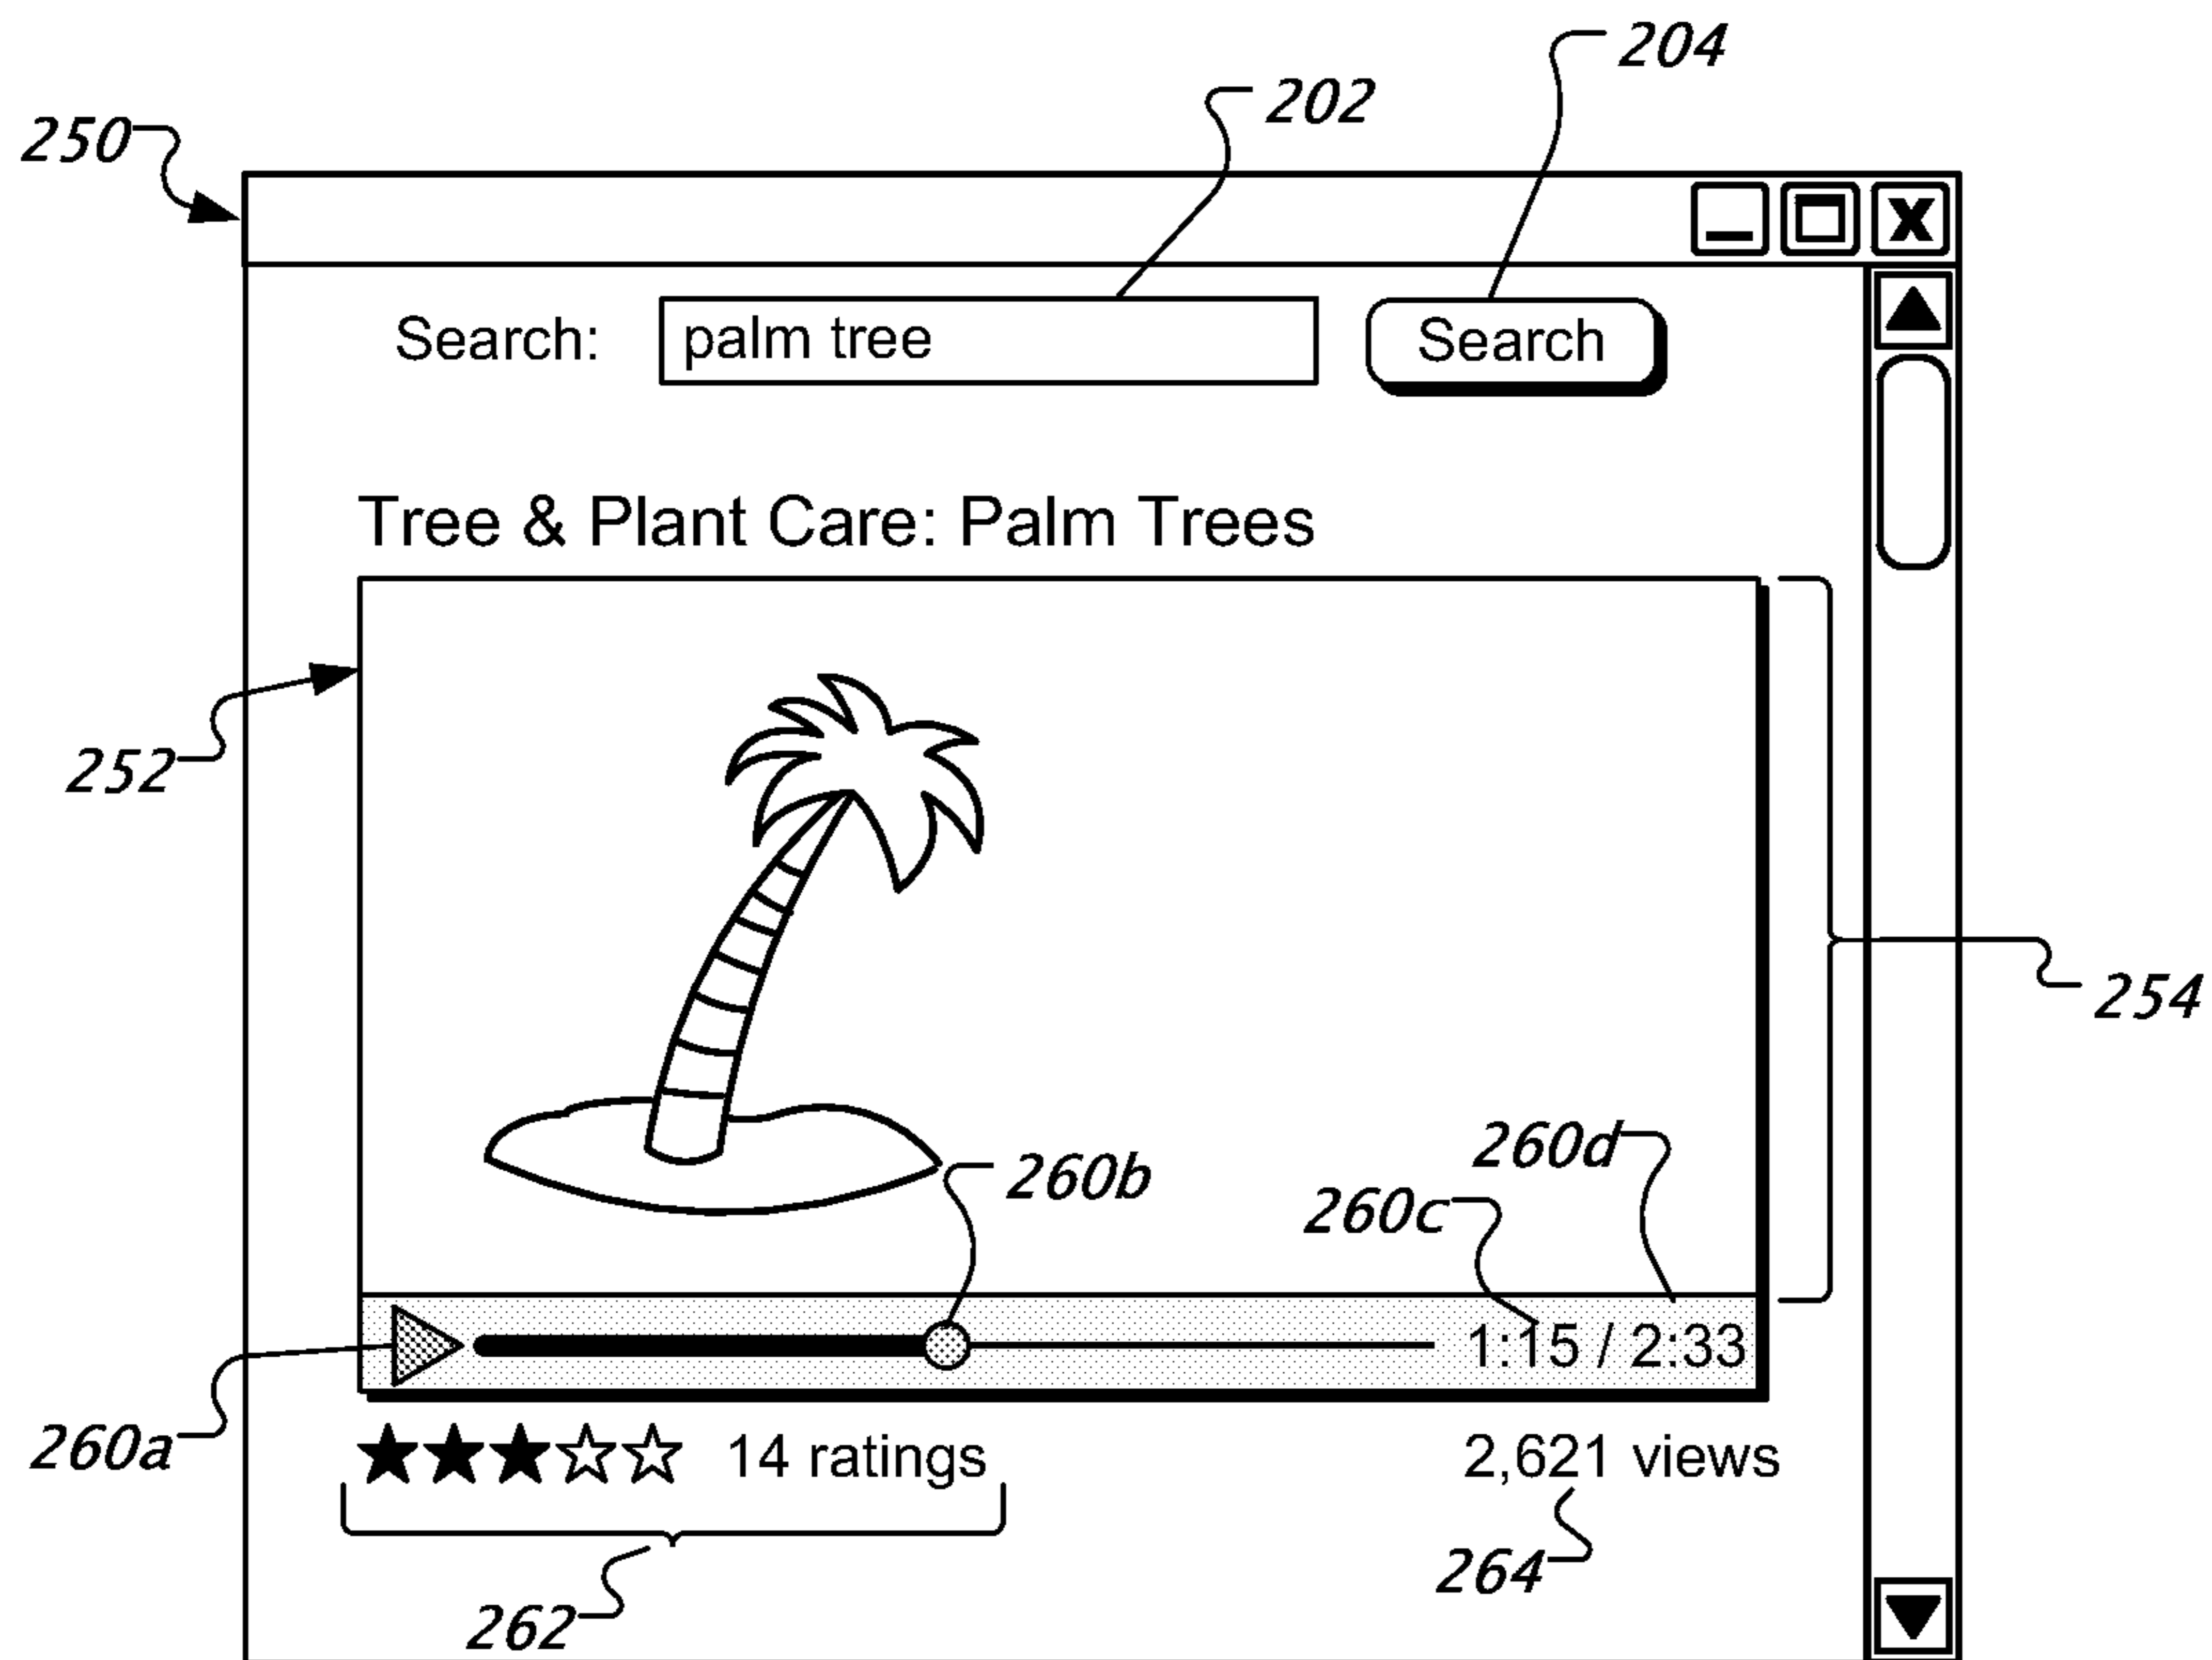 204
202
250
X
Search: palm tree Search
Tree & Plant Care: Palm Trees
252
254
260d
260b
260c
1:15 / 2:33
260a
14 ratings 2,621 views
264
262